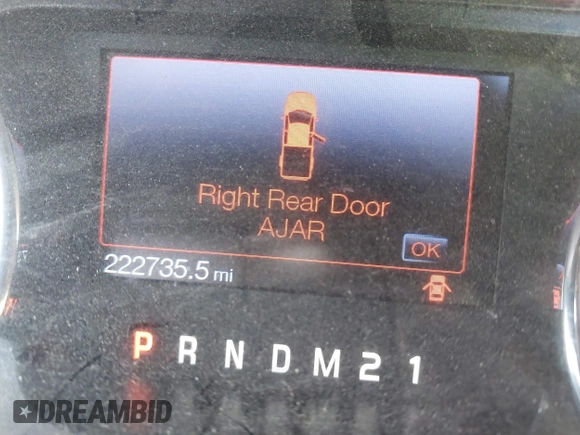 Right Rear Door
AJAR
OK
222735.5 mi
P R N D M 2 1
DREAMBID